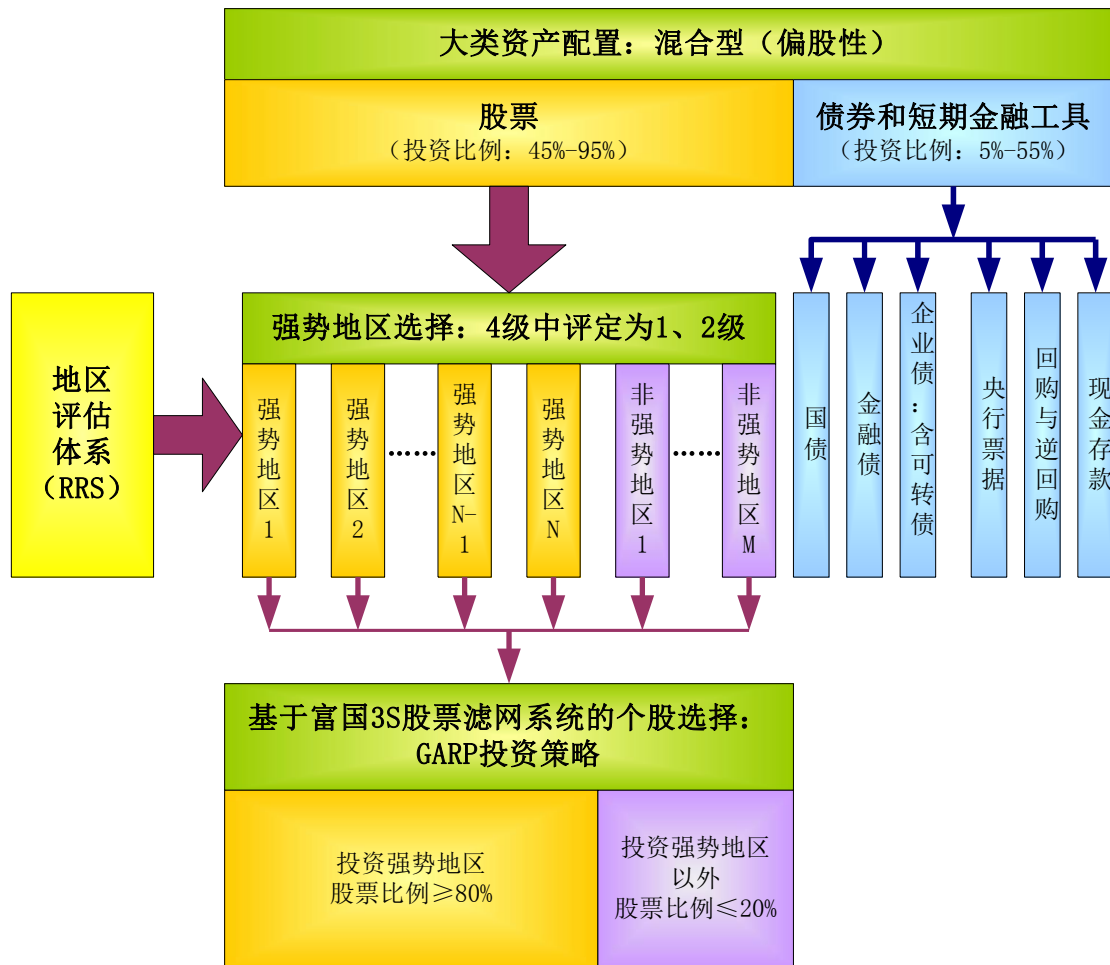 大类资产配置：混合型（偏股性）
股票
（投资比例：45%-95%）
债券和短期金融工具
（投资比例：5%-55%）
地区
评估
体系
（RRS）
强势地区选择：4级中评定为1、2级
强势地区1
强势地区2
……
强势地区N-1
强势地区N
非强势地区1
……
非强势地区M
国债
金融债
企业债：含可转债
央行票据
回购与逆回购
现金存款
基于富国3S股票滤网系统的个股选择：
GARP投资策略
投资强势地区
股票比例≥80%
投资强势地区
以外
股票比例≤20%